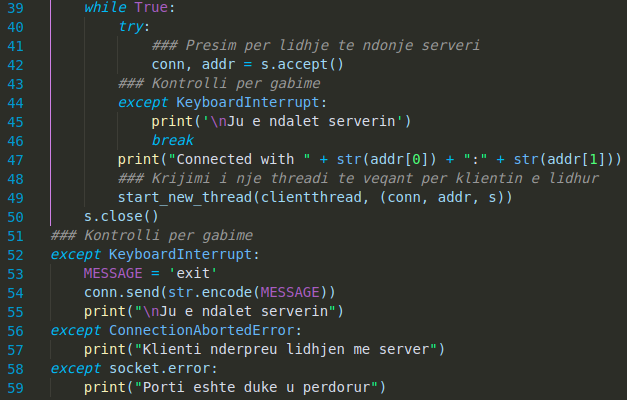 39 while True:
40 try:
41 ### Presim per lidhje te ndonje serveri
42 conn, addr = s.accept()
43 ### Kontrolli per gabime
44 except KeyboardInterrupt:
45 print('\nJu e ndalet serverin')
46 break
47 print("Connected with " + str(addr[0]) + ":" + str(addr[1]))
48 ### Krijimi i nje threadi te veqant per klientin e lidhur
49 start_new_thread(clientthread, (conn, addr, s))
50 s.close()
51 ### Kontrolli per gabime
52 except KeyboardInterrupt:
53 MESSAGE = 'exit'
54 conn.send(str.encode(MESSAGE))
55 print("\nJu e ndalet serverin")
56 except ConnectionAbortedError:
57 print("Klienti nderpreu lidhjen me server")
58 except socket.error:
59 print("Porti eshte duke u perdorur")